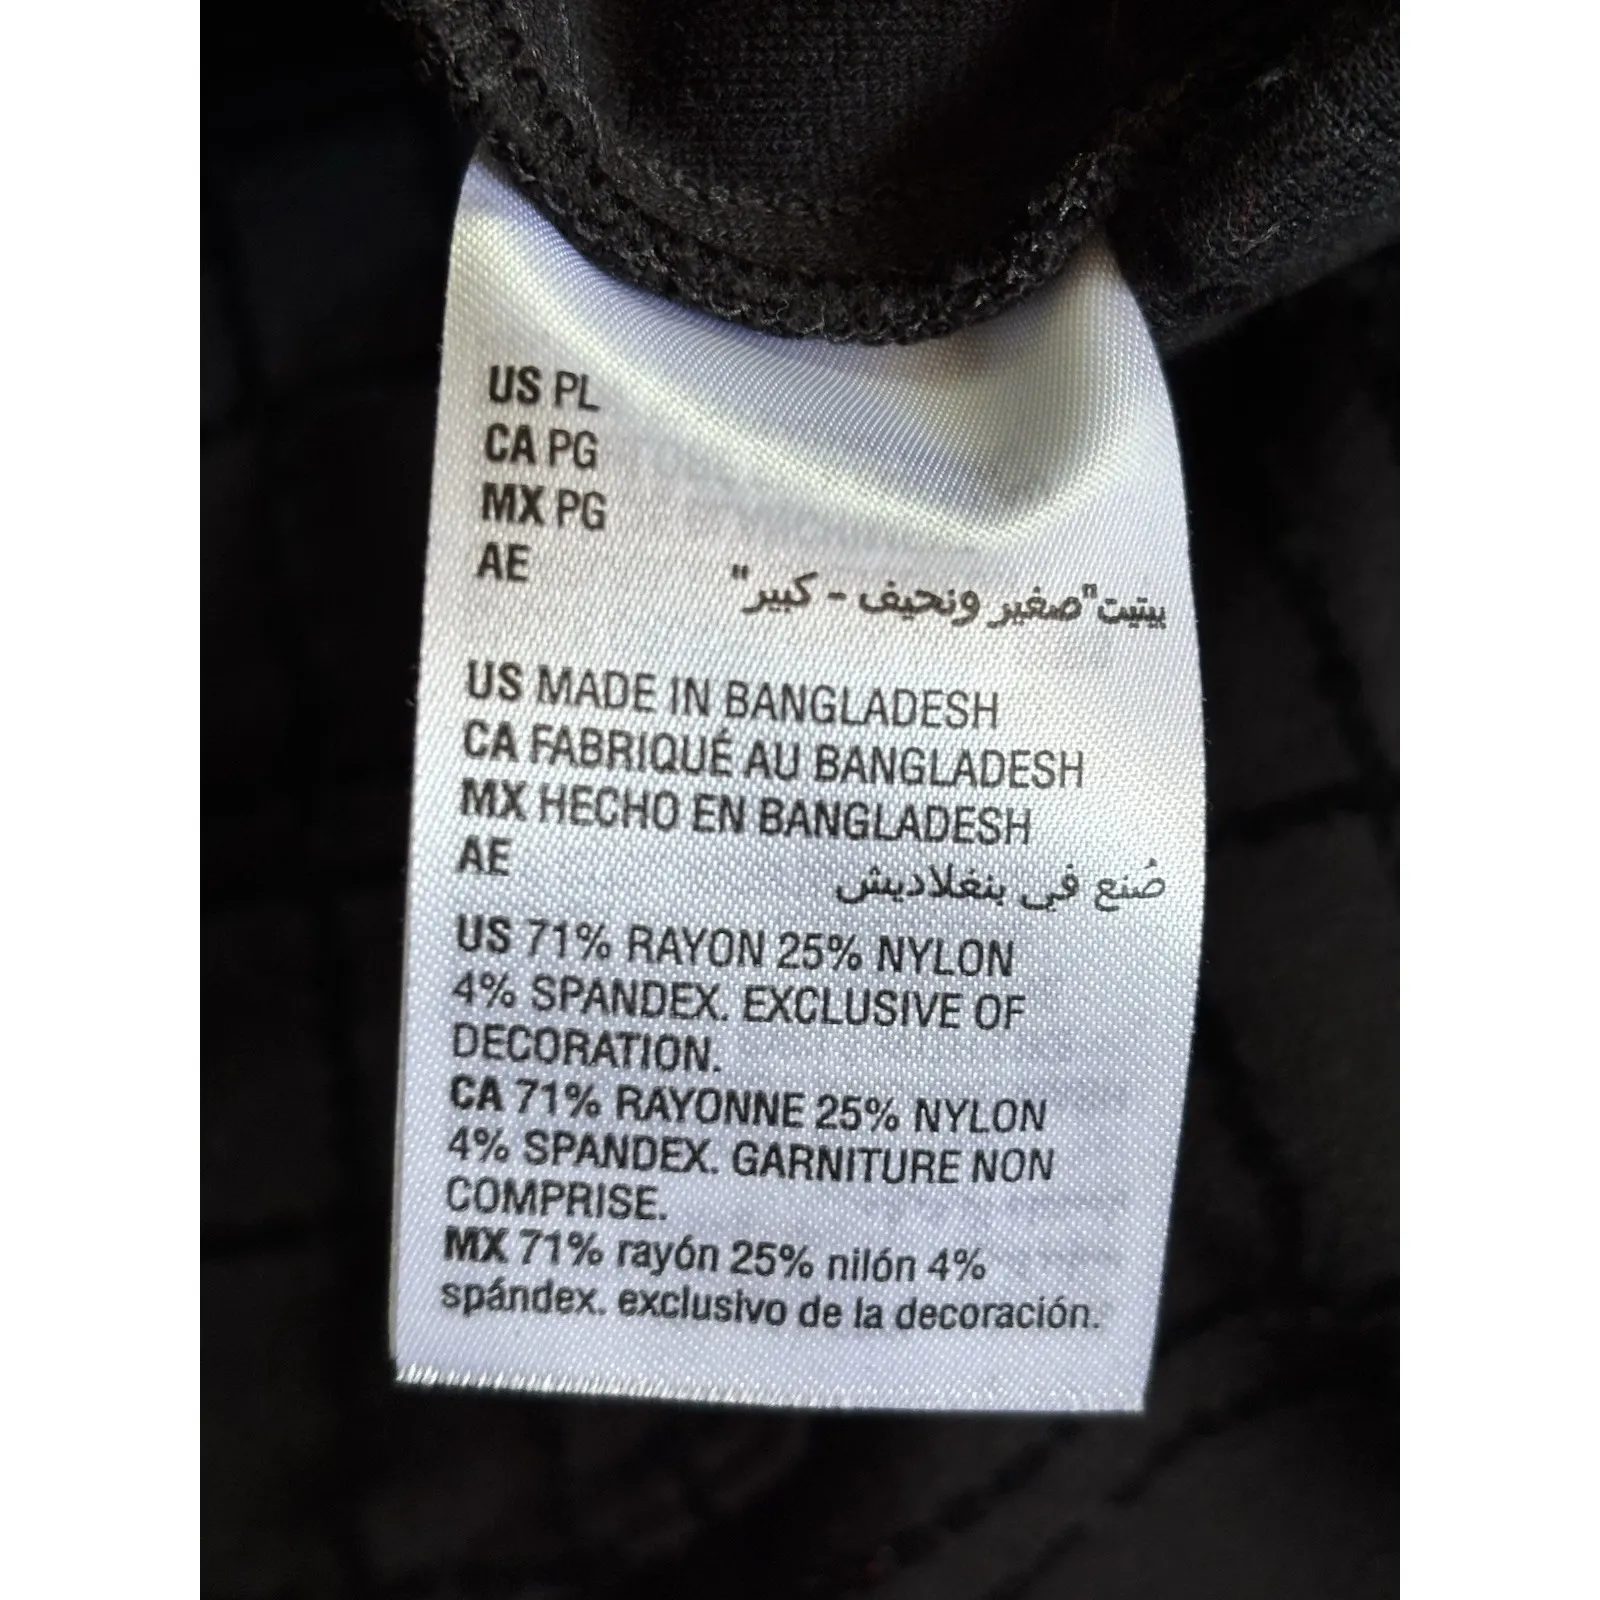 US PL
CA PG
MX PG
AE
بيتيت"صغير ونحيف - كبير"
US MADE IN BANGLADESH
CA FABRIQUÉ AU BANGLADESH
MX HECHO EN BANGLADESH
AE
صُنع في بنغلاديش
US 71% RAYON 25% NYLON
4% SPANDEX. EXCLUSIVE OF
DECORATION.
CA 71% RAYONNE 25% NYLON
4% SPANDEX. GARNITURE NON
COMPRISE.
MX 71% rayón 25% nilón 4%
spándex. exclusivo de la decoración.